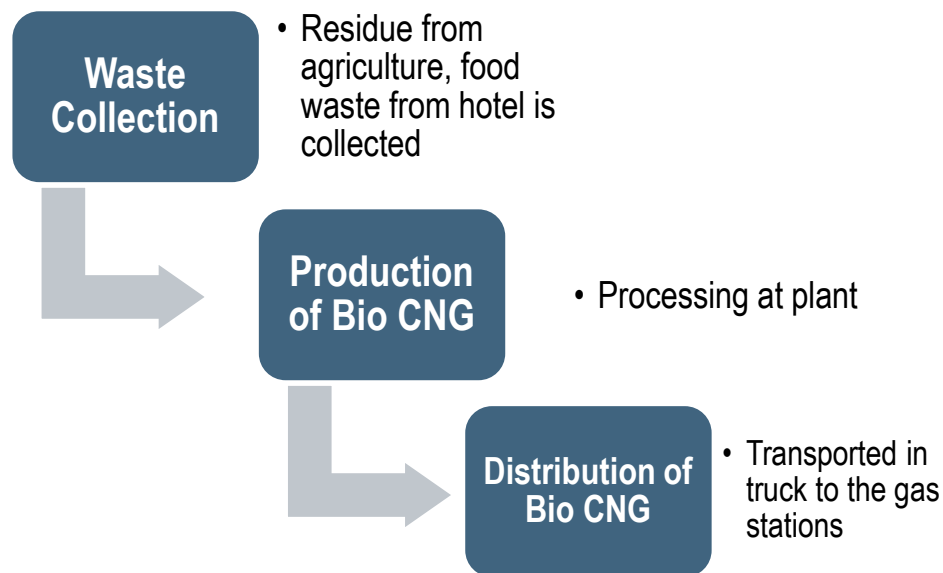 Waste
Collection
• Residue from
agriculture, food
waste from hotel is
collected
Production
of Bio CNG
• Processing at plant
Distribution of
Bio CNG
• Transported in
truck to the gas
stations